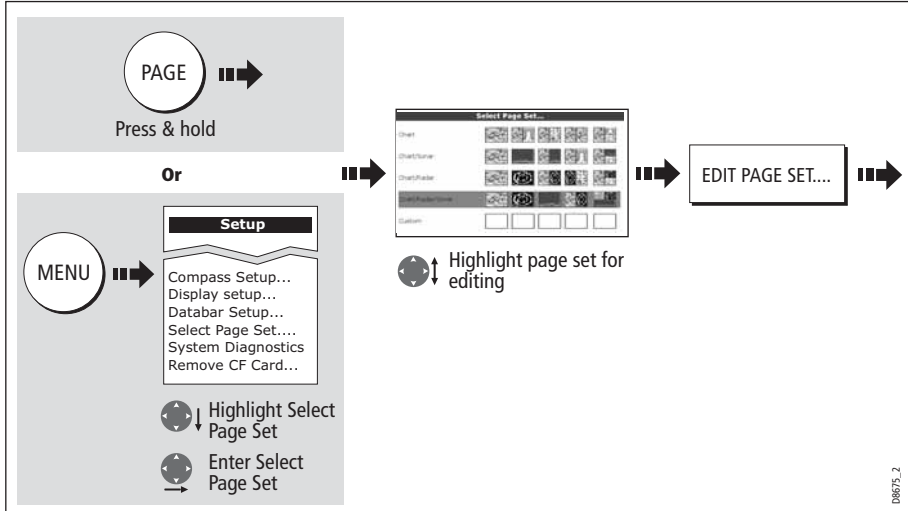 PAGE
Press & hold
Or
MENU
Setup
Compass Setup...
Display setup...
Databar Setup...
Select Page Set....
System Diagnostics
Remove CF Card...
Highlight Select
Page Set
Enter Select
Page Set
Select Page Set...
Chart
Chart/Sonar
Chart/Radar
Chart/Radar/Sonar
Custom
Highlight page set for
editing
EDIT PAGE SET....
D8675_2